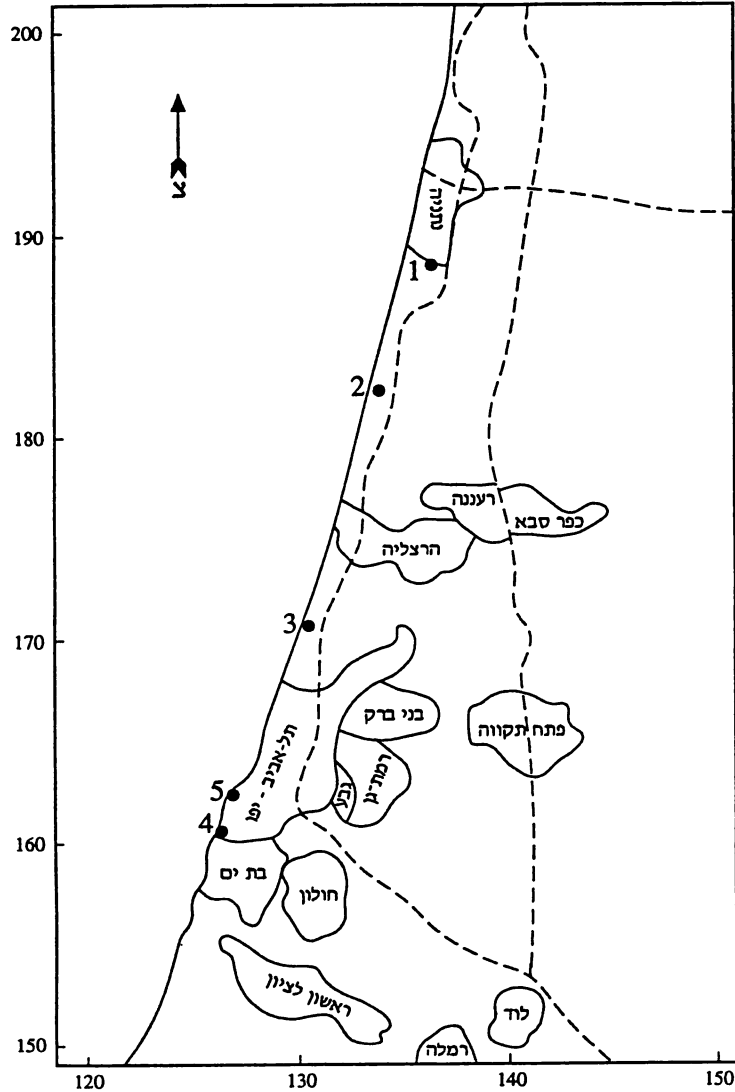 200
צ
נתניה
190
1
2
180
רעננה
כפר סבא
הרצליה
3
170
בני ברק
פתח תקווה
תל-אביב - יפו
רמת-גן
גבע
5
4
160
בת ים
חולון
ראשון לציון
לוד
רמלה
150
120
130
140
150